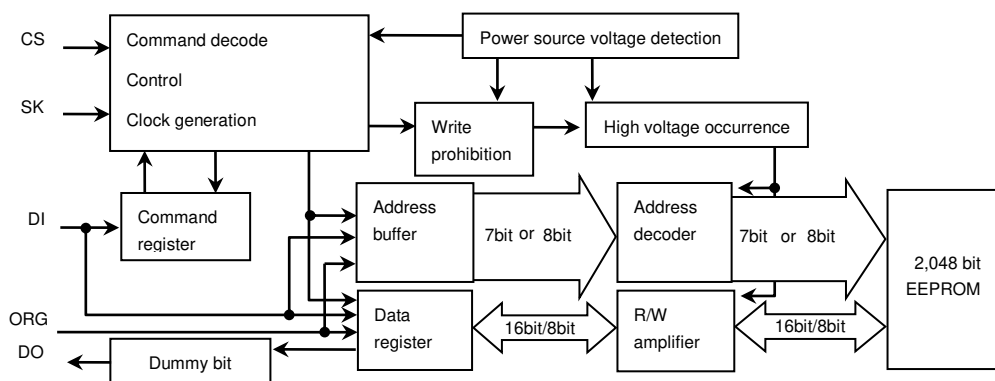 CS
Command decode
Control
Clock generation
SK
Power source voltage detection
Write
prohibition
High voltage occurrence
DI
Command
register
Address
buffer
7bit or 8bit
Address
decoder
7bit or 8bit
2,048 bit
EEPROM
ORG
Data
register
16bit/8bit
R/W
amplifier
16bit/8bit
DO
Dummy bit